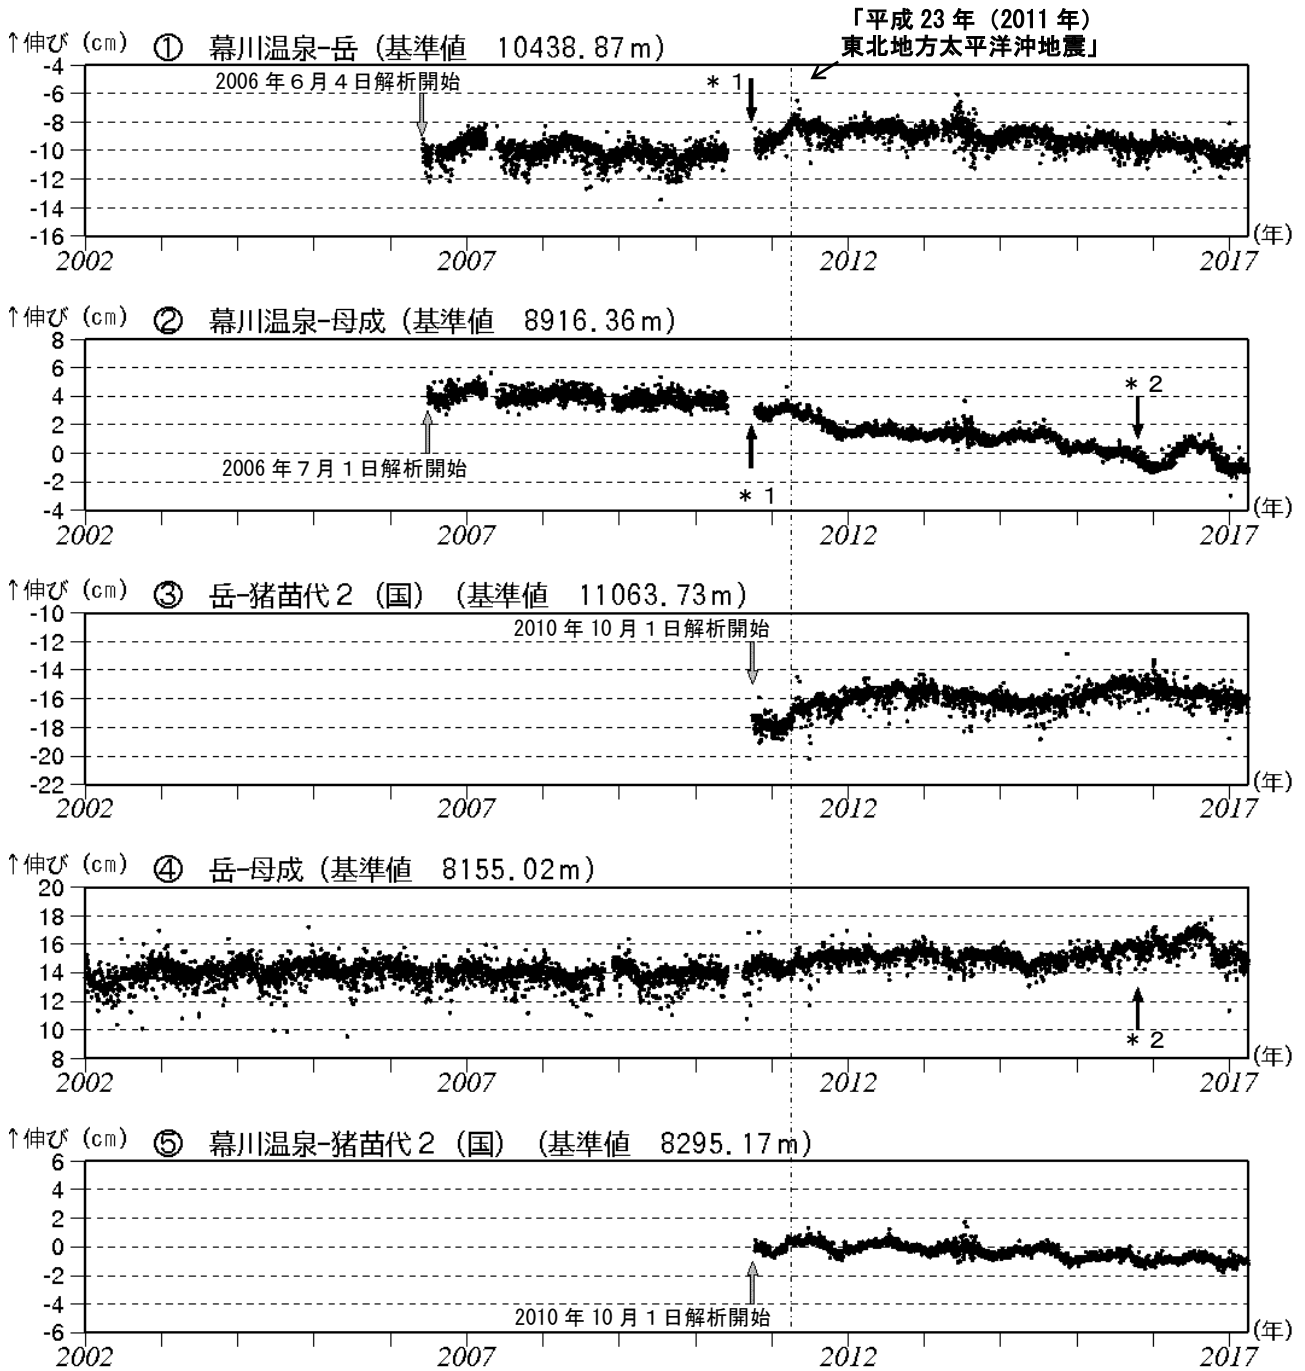 「平成 23 年（2011 年）
東北地方太平洋沖地震」
↑伸び (cm) ① 幕川温泉-岳（基準値　10438.87m）
-4
2006 年６月４日解析開始
＊１
-6
-8
-10
-12
-14
-16
(年)
2002 2007 2012 2017
↑伸び (cm) ② 幕川温泉-母成（基準値　8916.36m）
8
6
＊２
4
2
0
2006 年７月１日解析開始
-2
＊１
-4
(年)
2002 2007 2012 2017
↑伸び (cm) ③ 岳-猪苗代２（国）（基準値　11063.73m）
-10
2010 年 10 月１日解析開始
-12
-14
-16
-18
-20
-22
(年)
2002 2007 2012 2017
↑伸び (cm) ④ 岳-母成（基準値　8155.02m）
20
18
16
14
12
10
＊２
8
(年)
2002 2007 2012 2017
↑伸び (cm) ⑤ 幕川温泉-猪苗代２（国）（基準値　8295.17m）
6
4
2
0
-2
-4
2010 年 10 月１日解析開始
-6
(年)
2002 2007 2012 2017